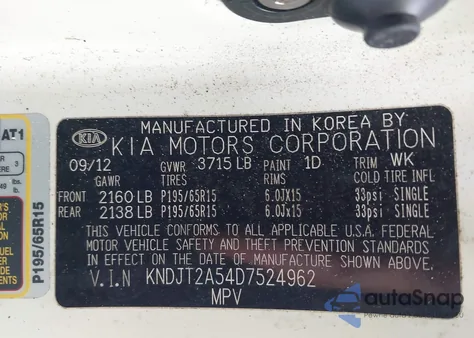 MANUFACTURED IN KOREA BY
KIA KIA MOTORS CORPORATION
09/12 GVWR 3715 LB PAINT 1D TRIM WK
GAWR TIRES RIMS COLD TIRE INFL
FRONT 2160 LB P195/65R15 6.0Jx15 33psi SINGLE
REAR 2138 LB P195/65R15 6.0Jx15 33psi SINGLE
THIS VEHICLE CONFORMS TO ALL APPLICABLE U.S.A. FEDERAL
MOTOR VEHICLE SAFETY AND THEFT PREVENTION STANDARDS
IN EFFECT ON THE DATE OF MANUFACTURE SHOWN ABOVE.
V.I.N KNDJT2A54D7524962
MPV
AT1
P195/65R15
autoSnap